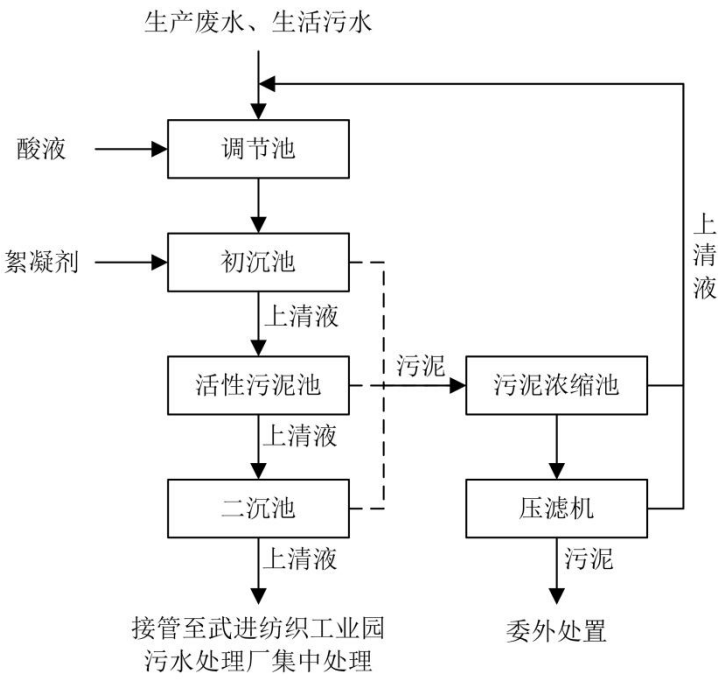 生产废水、生活污水
酸液
调节池
絮凝剂
初沉池
上清液
上清液
活性污泥池
污泥
污泥浓缩池
上清液
二沉池
压滤机
上清液
污泥
接管至武进纺织工业园
污水处理厂集中处理
委外处置